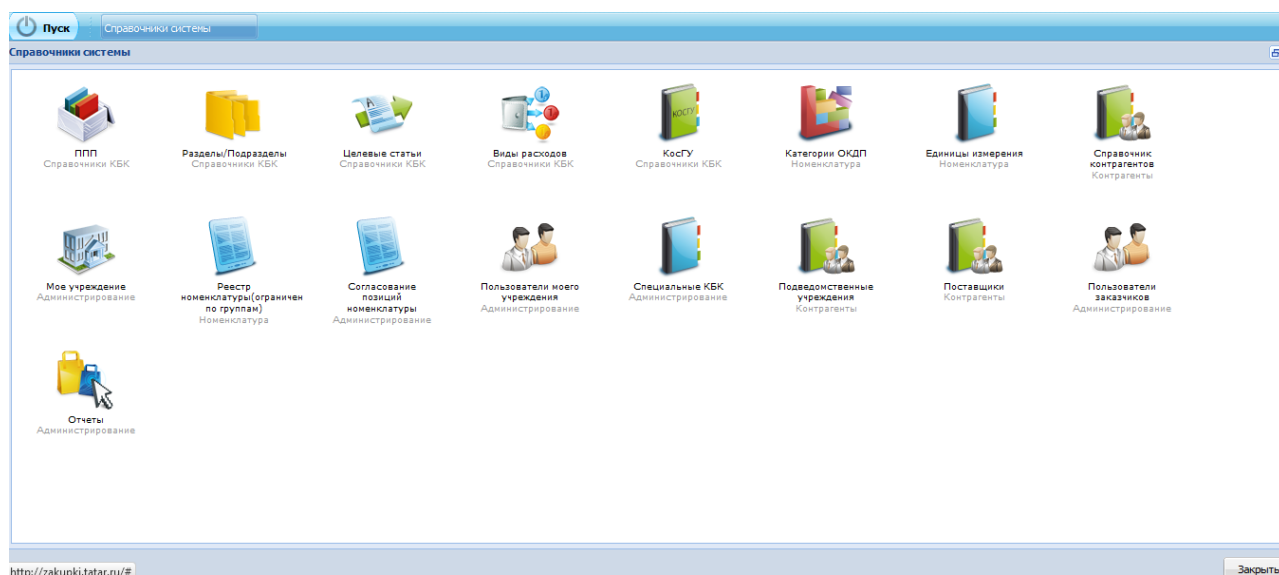 Пуск
Справочники системы
Справочники системы
ППП
Справочники КБК
Разделы/Подразделы
Справочники КБК
Целевые статьи
Справочники КБК
Виды расходов
Справочники КБК
КОСГУ
КосГУ
Справочники КБК
Категории ОКДП
Номенклатура
Единицы измерения
Номенклатура
Справочник
контрагентов
Контрагенты
Мое учреждение
Администрирование
Реестр
номенклатуры(ограничен
по группам)
Номенклатура
Согласование
позиций
номенклатуры
Администрирование
Пользователи моего
учреждения
Администрирование
Специальные КБК
Администрирование
Подведомственные
учреждения
Контрагенты
Поставщики
Контрагенты
Пользователи
заказчиков
Администрирование
Отчеты
Администрирование
http://zakupki.tatar.ru/#
Закрыть